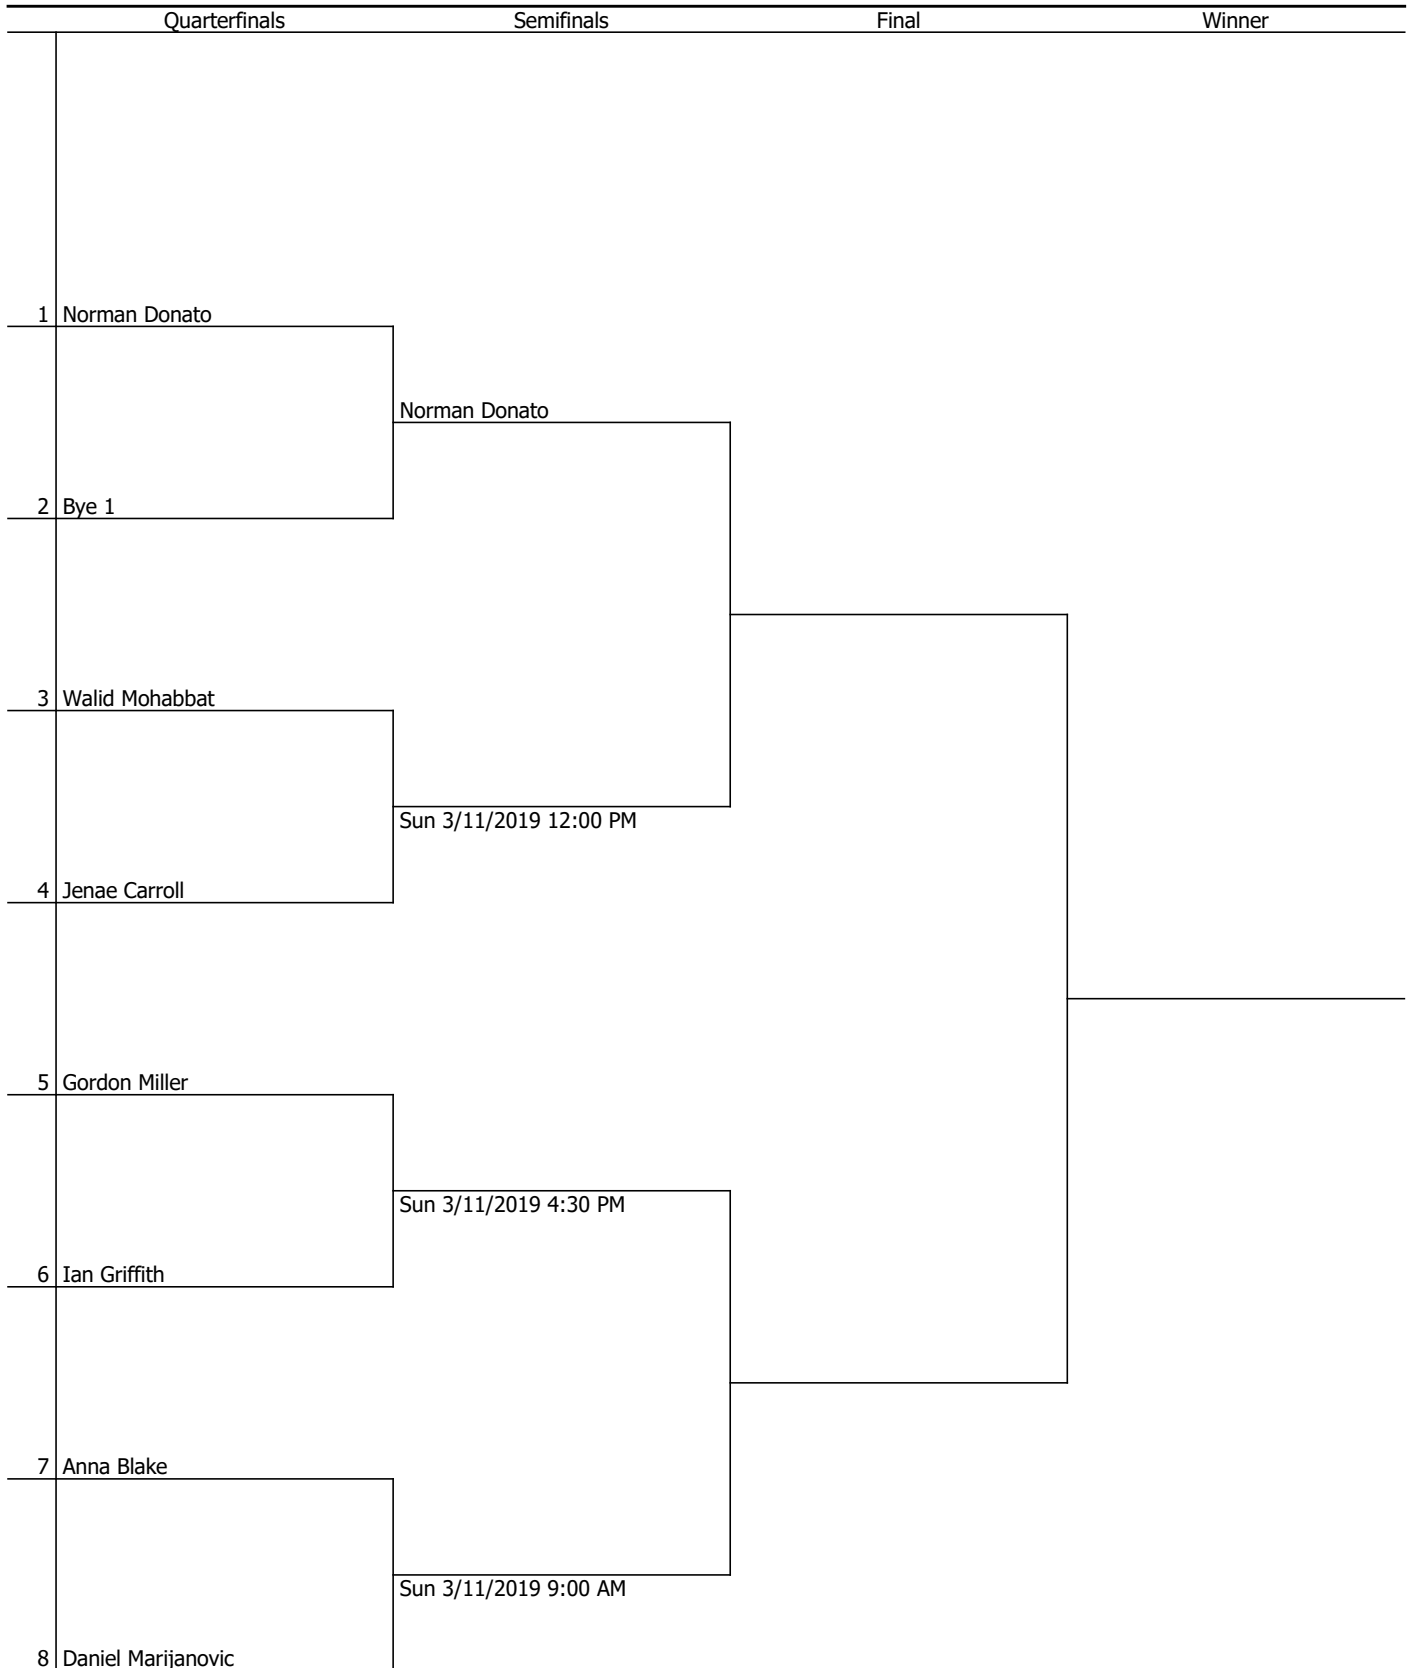 Quarterfinals Semifinals Final Winner
1 Norman Donato
Norman Donato
2 Bye 1
3 Walid Mohabbat
Sun 3/11/2019 12:00 PM
4 Jenae Carroll
5 Gordon Miller
Sun 3/11/2019 4:30 PM
6 Ian Griffith
7 Anna Blake
Sun 3/11/2019 9:00 AM
8 Daniel Marijanovic